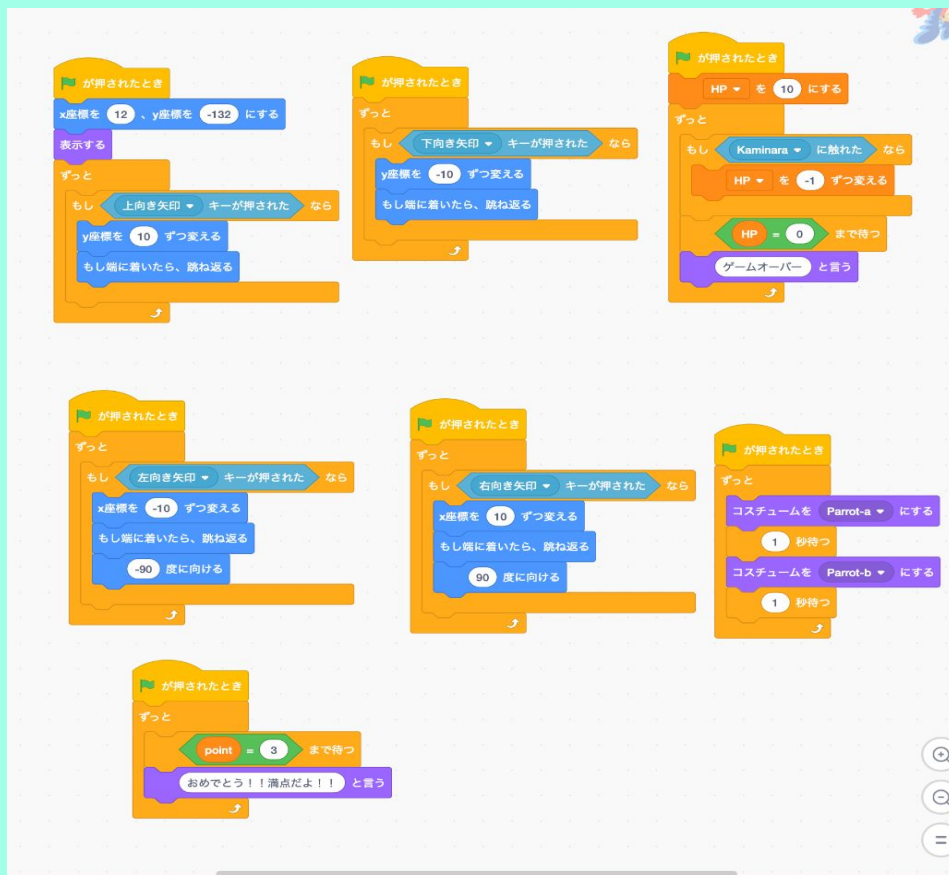 が押されたとき
x座標を 12 、y座標を -132 にする
表示する
ずっと
もし 上向き矢印 キーが押された なら
y座標を 10 ずつ変える
もし端に着いたら、跳ね返る
が押されたとき
ずっと
もし 下向き矢印 キーが押された なら
y座標を -10 ずつ変える
もし端に着いたら、跳ね返る
が押されたとき
HP を 10 にする
ずっと
もし Kaminara に触れた なら
HP を -1 ずつ変える
HP = 0 まで待つ
ゲームオーバー と言う
が押されたとき
ずっと
もし 左向き矢印 キーが押された なら
x座標を -10 ずつ変える
もし端に着いたら、跳ね返る
-90 度に向ける
が押されたとき
ずっと
もし 右向き矢印 キーが押された なら
x座標を 10 ずつ変える
もし端に着いたら、跳ね返る
90 度に向ける
が押されたとき
ずっと
コスチュームを Parrot-a にする
1 秒待つ
コスチュームを Parrot-b にする
1 秒待つ
が押されたとき
ずっと
point = 3 まで待つ
おめでとう！！満点だよ！！ と言う